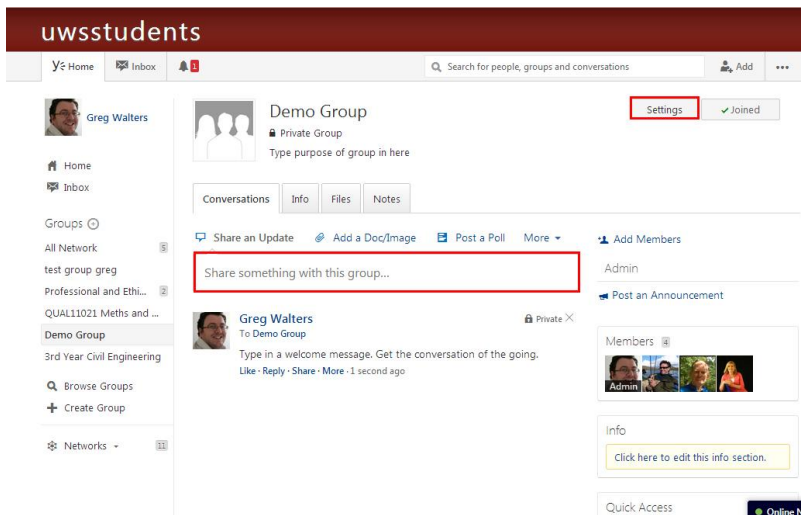 uwsstudents
Home Inbox 1 Search for people, groups and conversations Add •••
Greg Walters
Home
Inbox
Groups
All Network 5
test group greg
Professional and Ethi... 2
QUAL11021 Meths and ...
Demo Group
3rd Year Civil Engineering
Browse Groups
Create Group
Networks 11
Demo Group
Private Group
Type purpose of group in here
Settings Joined
Conversations Info Files Notes
Share an Update Add a Doc/Image Post a Poll More
Share something with this group...
Greg Walters Private
To Demo Group
Type in a welcome message. Get the conversation of the going.
Like · Reply · Share · More · 1 second ago
Add Members
Admin
Post an Announcement
Members 4
Admin
Info
Click here to edit this info section.
Quick Access
Online N